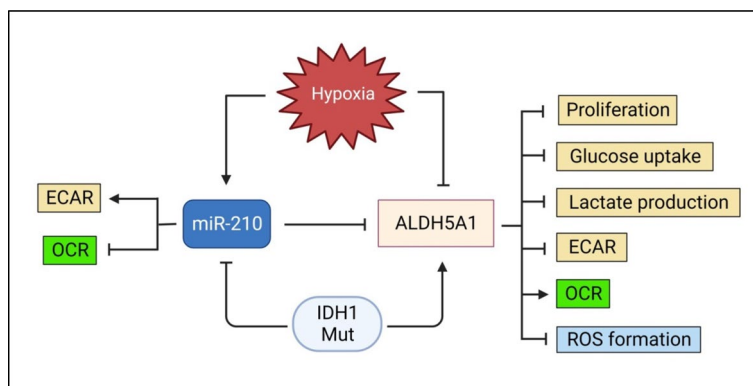 Hypoxia
Proliferation
Glucose uptake
Lactate production
ECAR
OCR
ROS formation
ECAR
OCR
miR-210
ALDH5A1
IDH1
Mut